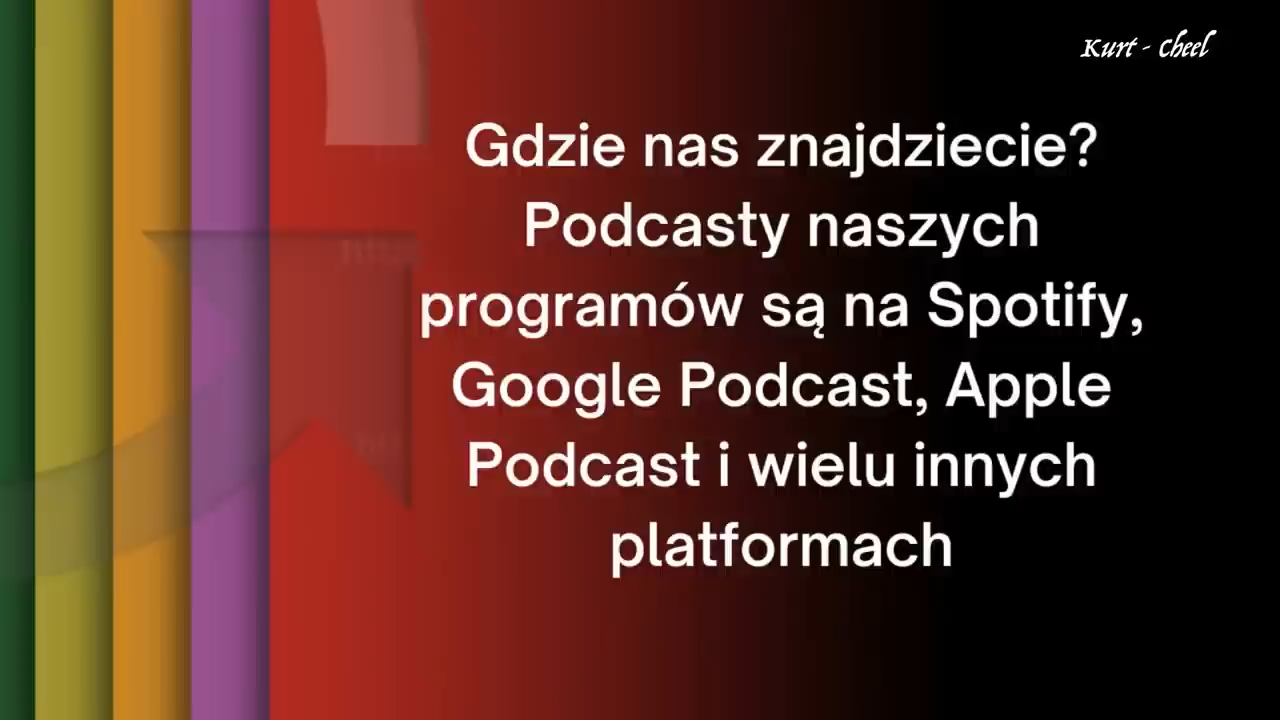 Kurt - Cheel
Gdzie nas znajdziecie?
Podcasty naszych
programów są na Spotify,
Google Podcast, Apple
Podcast i wielu innych
platformach